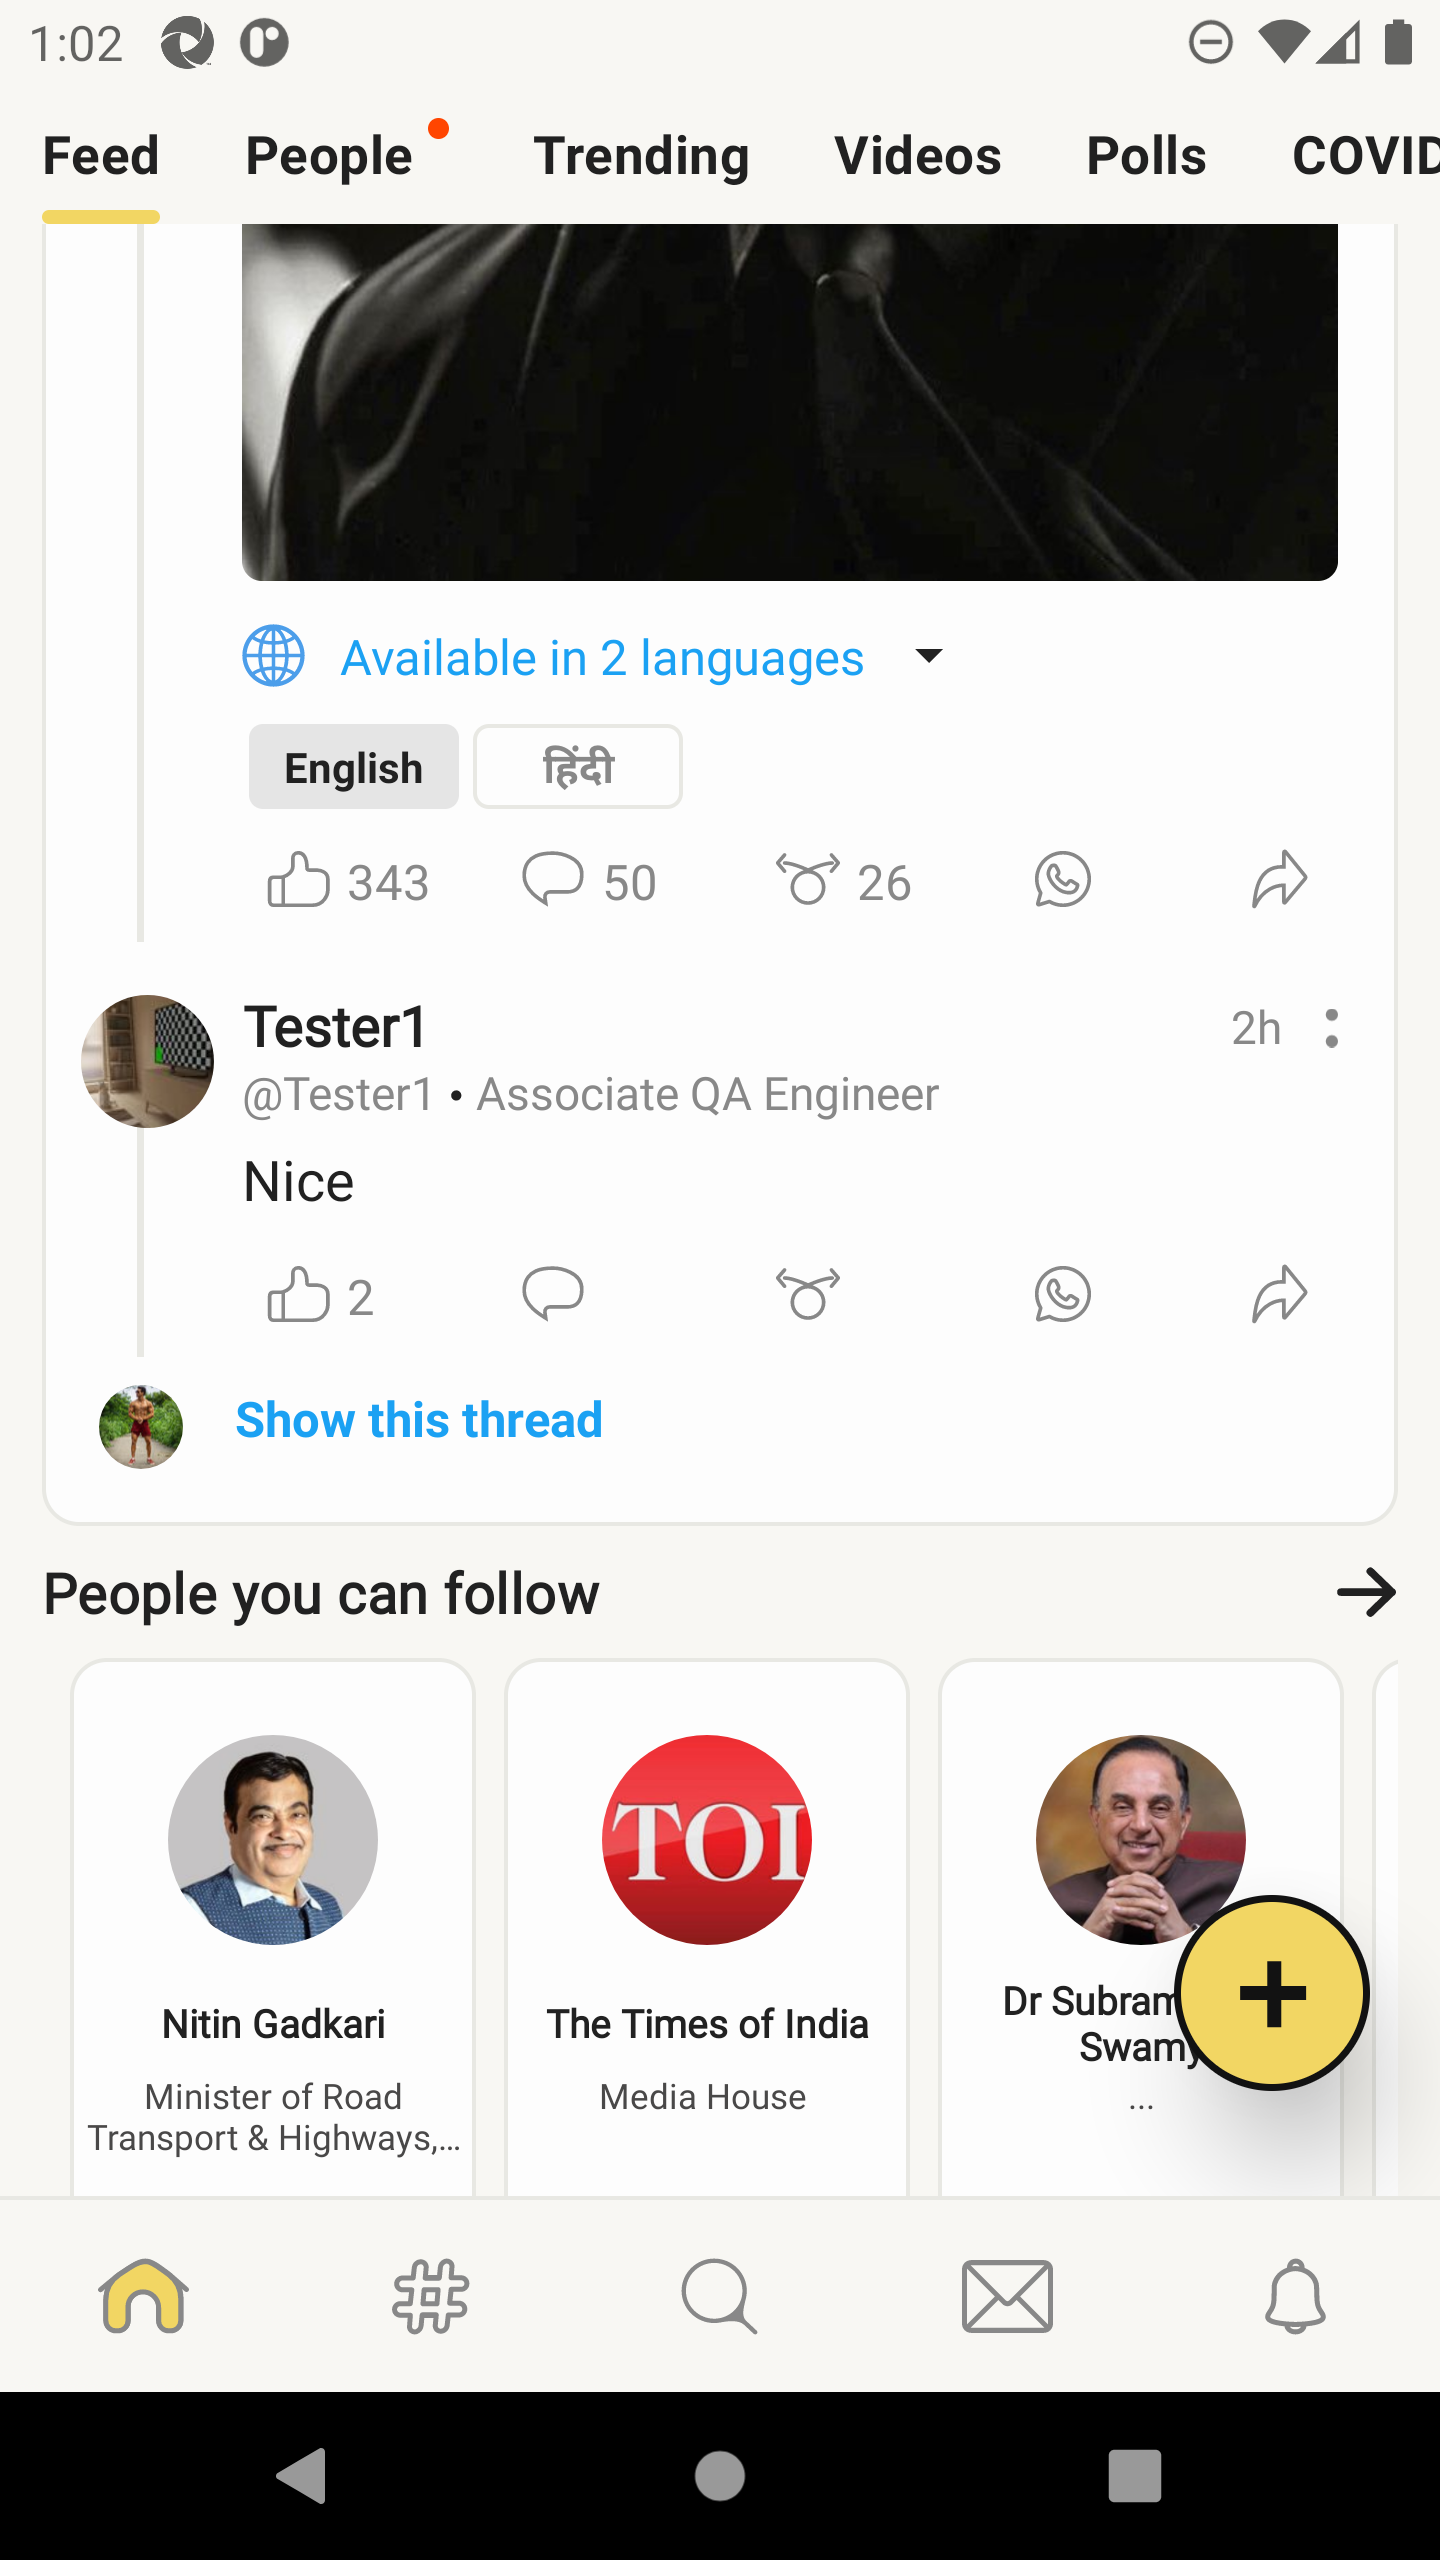 1:02
Feed People Trending Videos Polls COVID
Available in 2 languages
English हिंदी
343 50 26
Tester1 2h
@Tester1 • Associate QA Engineer
Nice
2
Show this thread
People you can follow
TOI
Nitin Gadkari
Minister of Road
Transport & Highways,...
The Times of India
Media House
Dr Subram
Swamy
...